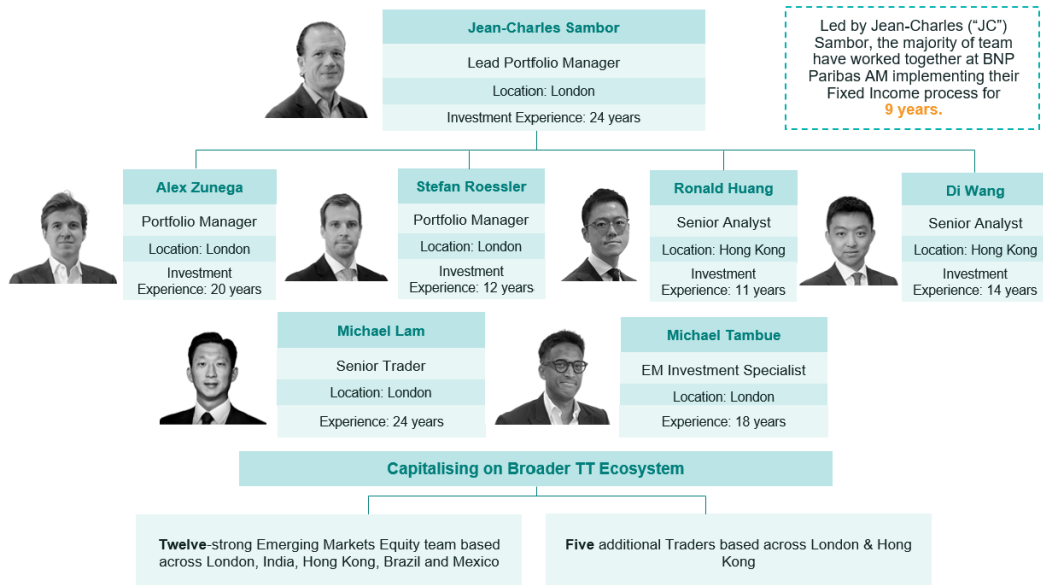 Jean-Charles Sambor
Lead Portfolio Manager
Location: London
Investment Experience: 24 years
Led by Jean-Charles (“JC”)
Sambor, the majority of team
have worked together at BNP
Paribas AM implementing their
Fixed Income process for
9 years.
Alex Zunega
Portfolio Manager
Location: London
Investment
Experience: 20 years
Stefan Roessler
Portfolio Manager
Location: London
Investment
Experience: 12 years
Ronald Huang
Senior Analyst
Location: Hong Kong
Investment
Experience: 11 years
Di Wang
Senior Analyst
Location: Hong Kong
Investment
Experience: 14 years
Michael Lam
Senior Trader
Location: London
Experience: 24 years
Michael Tambue
EM Investment Specialist
Location: London
Experience: 18 years
Capitalising on Broader TT Ecosystem
Twelve-strong Emerging Markets Equity team based
across London, India, Hong Kong, Brazil and Mexico
Five additional Traders based across London & Hong
Kong